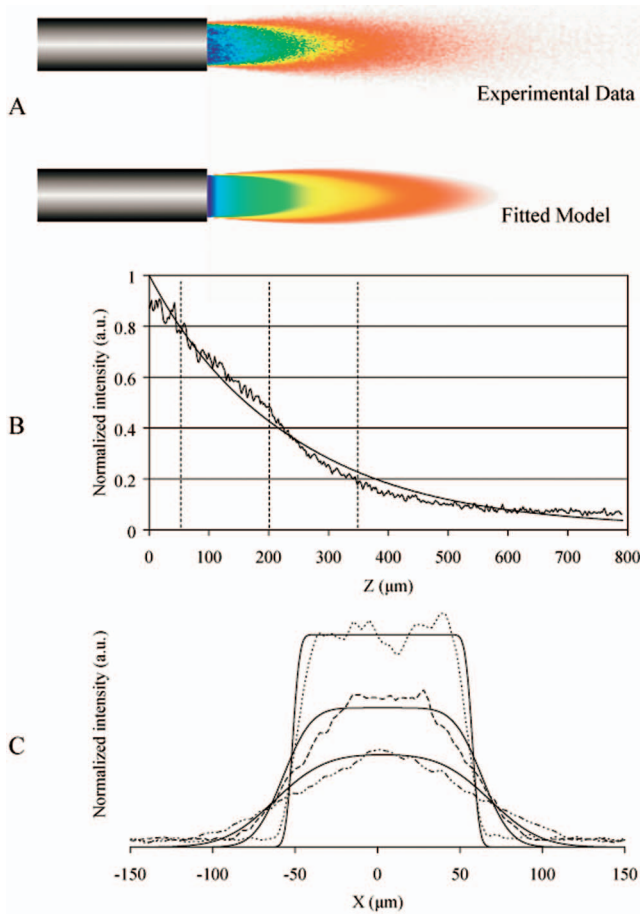 A
Experimental Data
Fitted Model
B
Normalized intensity (a.u.)
1
0.8
0.6
0.4
0.2
0
0 100 200 300 400 500 600 700 800
Z (μm)
C
Normalized intensity (a.u.)
-150 -100 -50 0 50 100 150
X (μm)